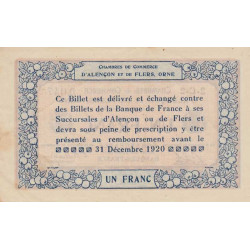 CHAMBRES DE COMMERCE
D'ALENÇON ET DE FLERS, ORNE
Ce Billet est délivré et échangé contre
des Billets de la Banque de France à ses
Succursales d'Alençon ou de Flers et
devra sous peine de prescription y être
présenté au remboursement avant le
31 Décembre 1920
UN FRANC